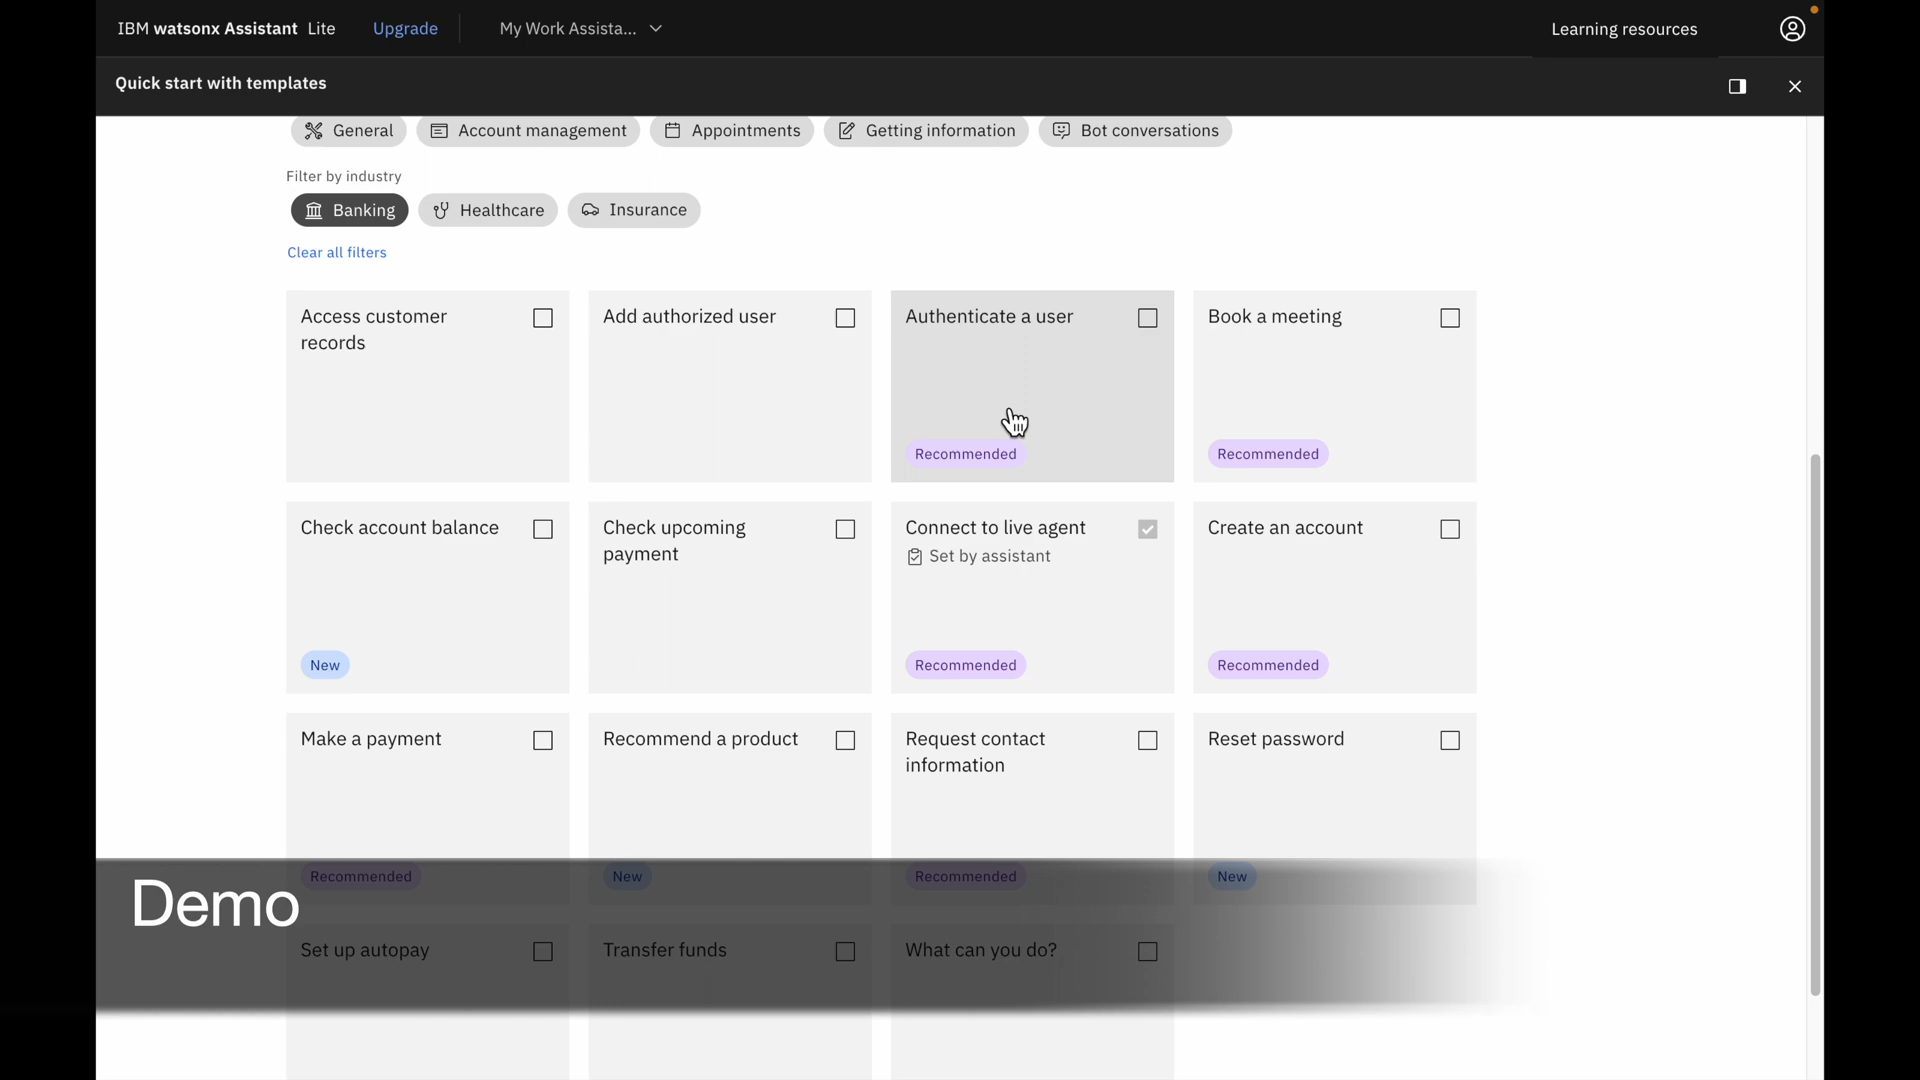 IBM watsonx Assistant Lite Upgrade My Work Assista... Learning resources
Quick start with templates
General Account management Appointments Getting information Bot conversations
Filter by industry
Banking Healthcare Insurance
Clear all filters
Access customer
records
Add authorized user
Authenticate a user
Recommended
Book a meeting
Recommended
Check account balance
New
Check upcoming
payment
Connect to live agent
Set by assistant
Recommended
Create an account
Recommended
Make a payment
Recommended
Recommend a product
New
Request contact
information
Recommended
Reset password
New
Demo
Set up autopay
Transfer funds
What can you do?